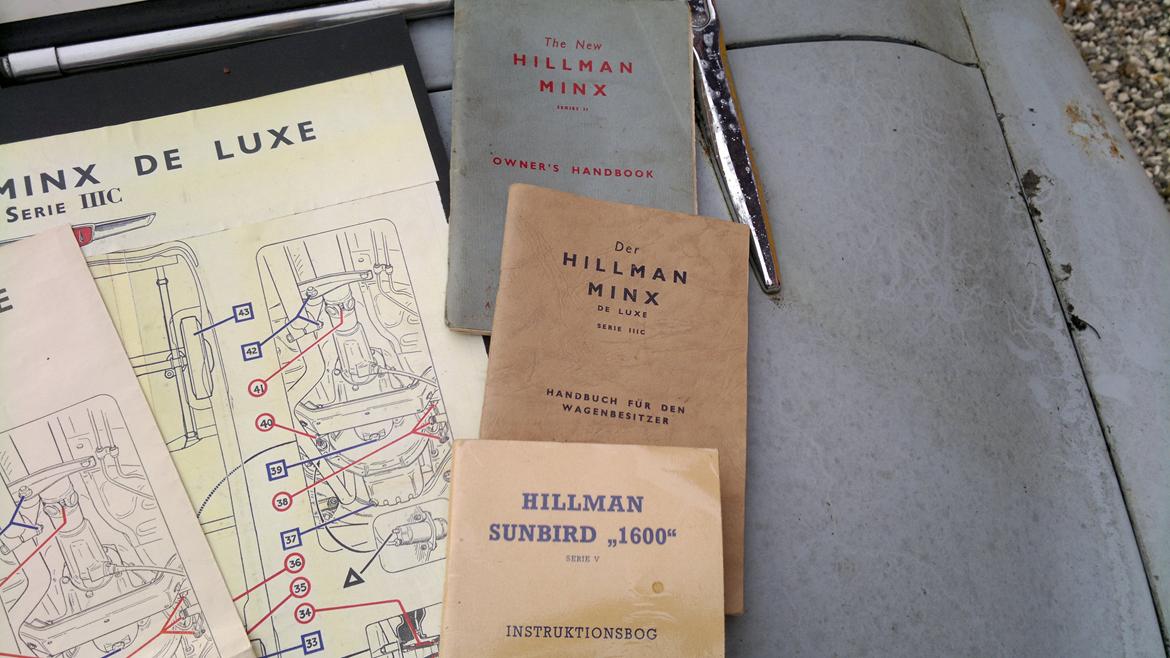 MINX DE LUXE
SERIE IIIC
E
43
42
41
40
39
38
37
36
35
34
33
The New
HILLMAN
MINX
SERIES II
OWNER'S HANDBOOK
Der
HILLMAN
MINX
DE LUXE
SERIE IIIC
HANDBUCH FÜR DEN
WAGENBESITZER
HILLMAN
SUNBIRD „1600“
SERIE V
INSTRUKTIONSBOG